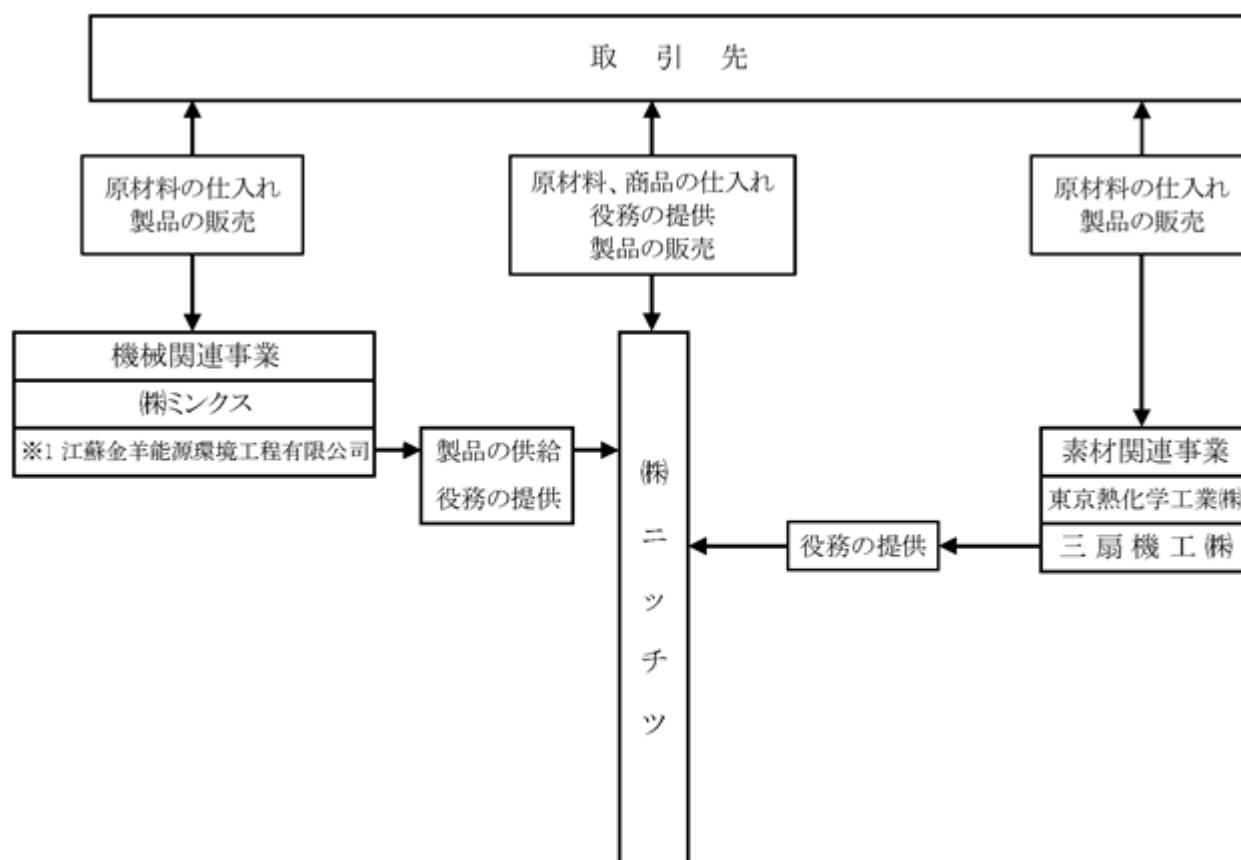 取引先
原材料の仕入れ
製品の販売
原材料、商品の仕入れ
役務の提供
製品の販売
原材料の仕入れ
製品の販売
機械関連事業
㈱ミンクス
※1 江蘇金羊能源環境工程有限公司
製品の供給
役務の提供
㈱ニッチツ
役務の提供
素材関連事業
東京熱化学工業㈱
三扇機工㈱